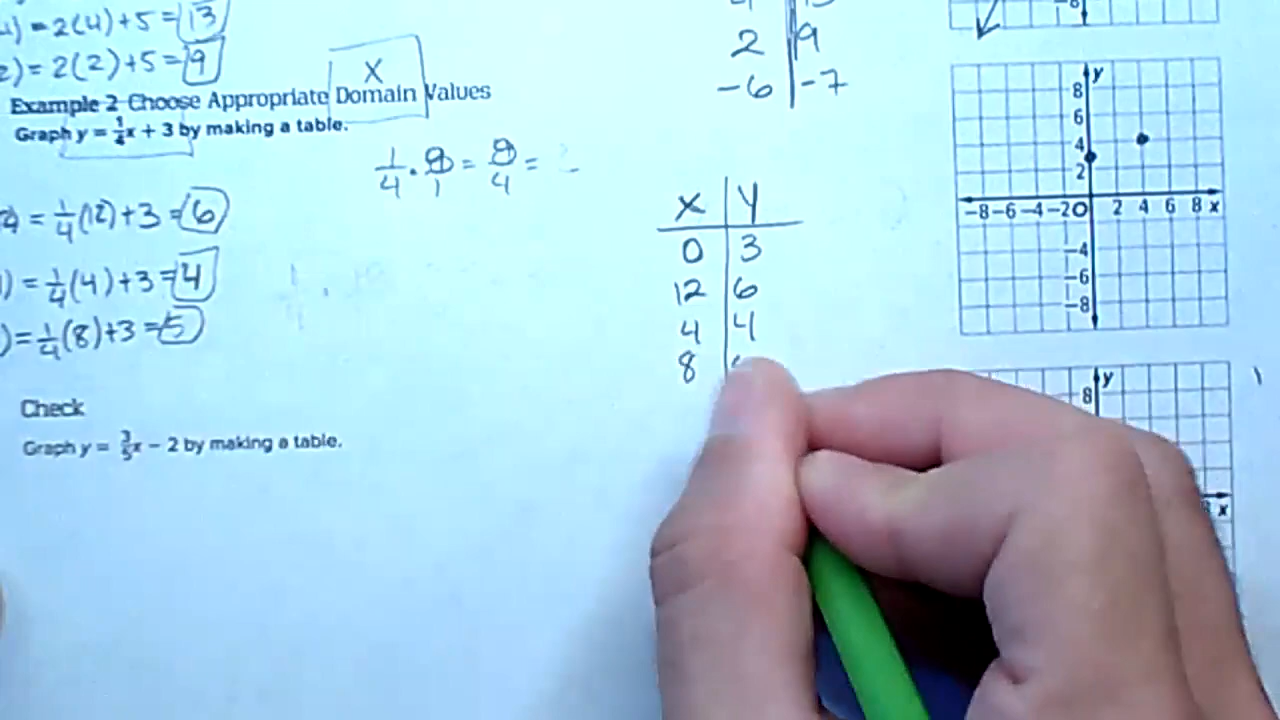 ) = 2(4)+5 = 13
2) = 2(2)+5 = 9
x
Example 2 Choose Appropriate Domain Values
Graph y = 1/4x + 3 by making a table.
1/4 · 8/1 = 8/4 =
= 1/4(12)+3 = 6
) = 1/4(4)+3 = 4
) = 1/4(8)+3 = 5
Check
Graph y = 3/5x − 2 by making a table.
2 9
-6 -7
x y
0 3
12 6
4 4
8
y
8
6
4
2
−8 −6 −4 −2 O 2 4 6 8 x
−4
−6
−8
y
8
x